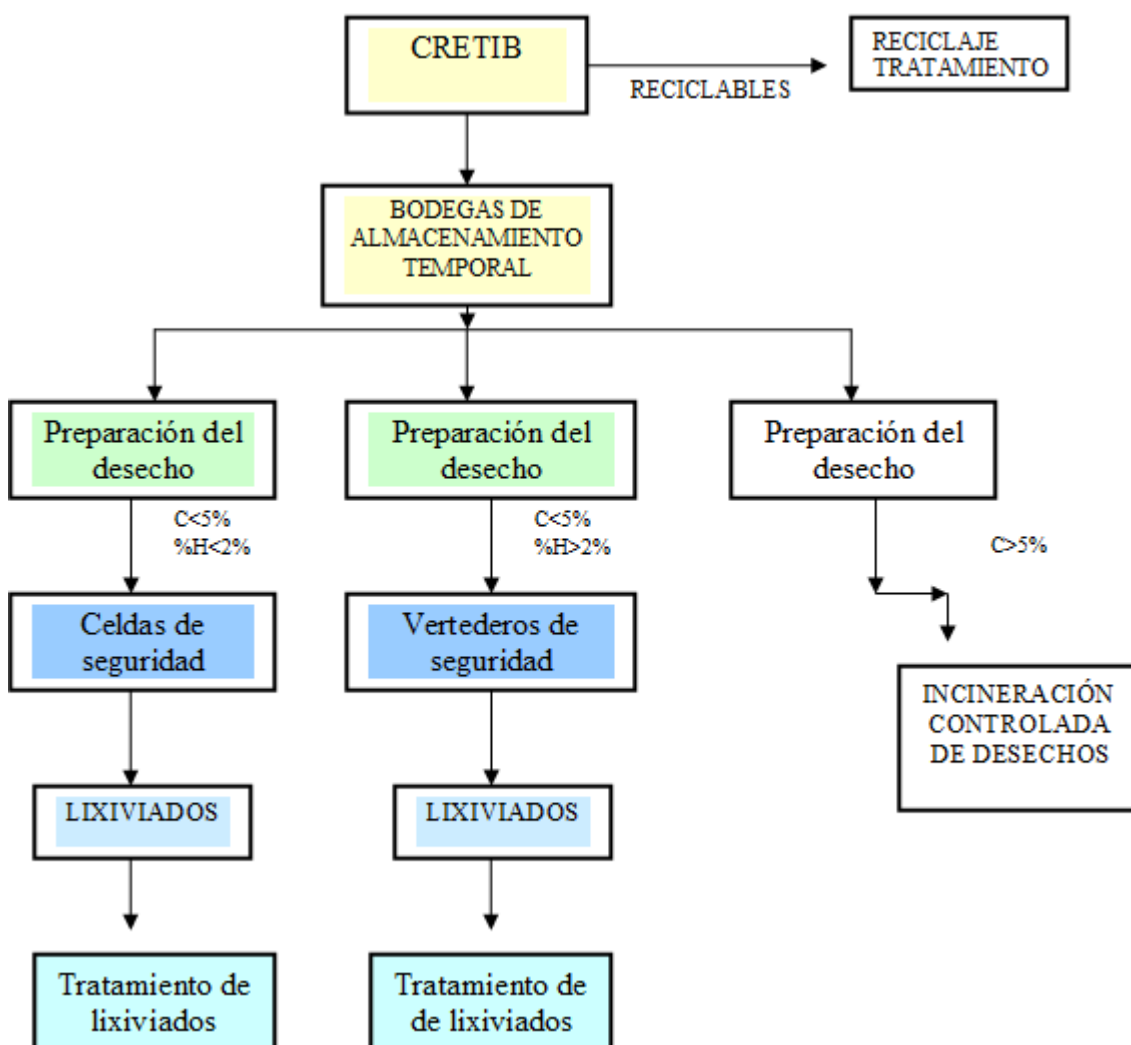 CRETIB
RECICLAJE
TRATAMIENTO
RECICLABLES
BODEGAS DE
ALMACENAMIENTO
TEMPORAL
Preparación del
desecho
Preparación del
desecho
Preparación del
desecho
C<5%
%H<2%
C<5%
%H>2%
C>5%
Celdas de
seguridad
Vertederos de
seguridad
INCINERACIÓN
CONTROLADA
DE DESECHOS
LIXIVIADOS
LIXIVIADOS
Tratamiento de
lixiviados
Tratamiento de
de lixiviados